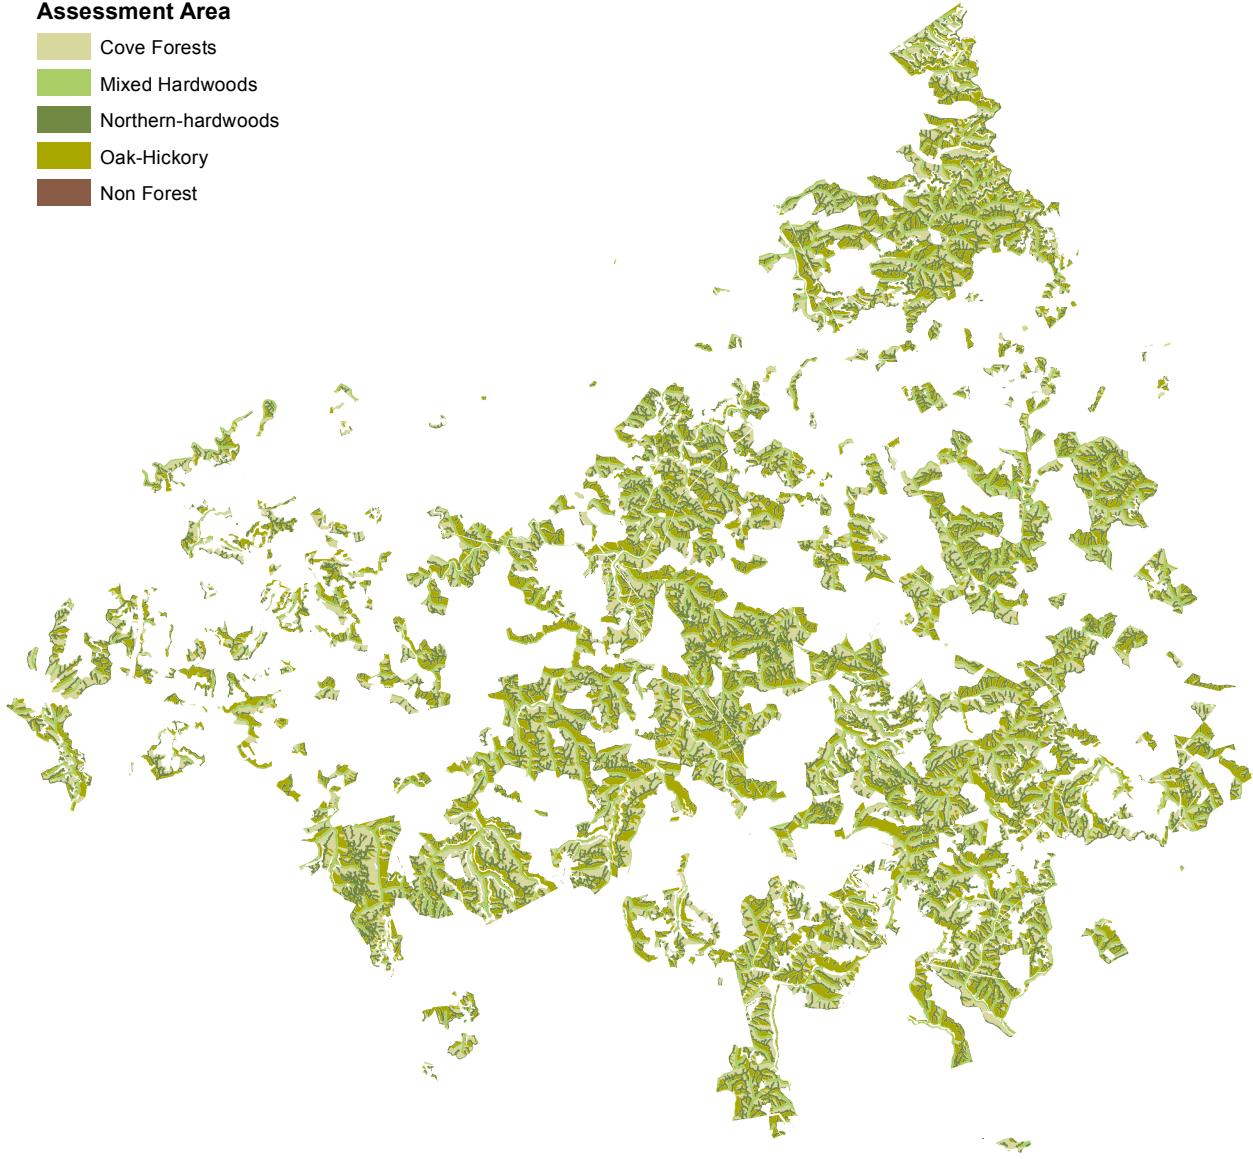 Assessment Area
Cove Forests
Mixed Hardwoods
Northern-hardwoods
Oak-Hickory
Non Forest